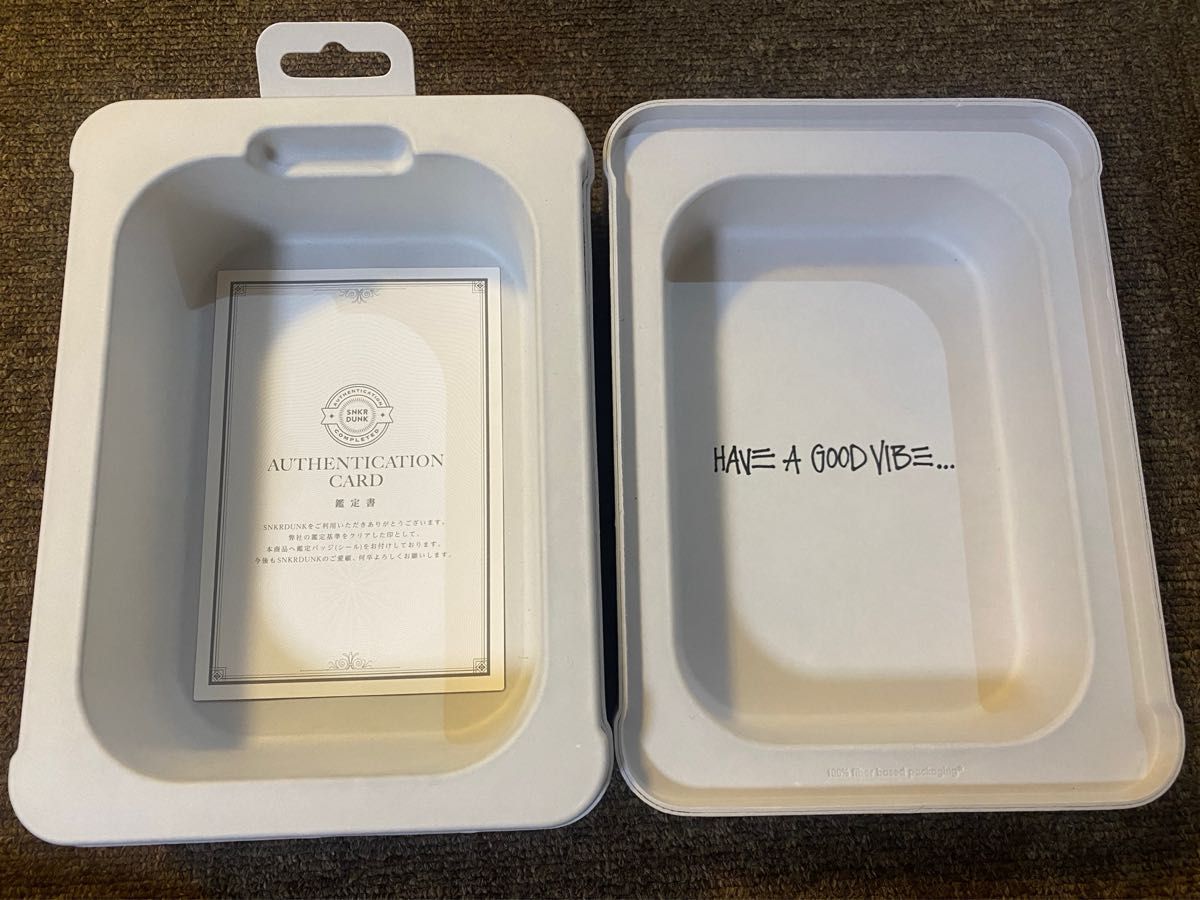 AUTHENTICATION
SNKR
DUNK
COMPLETED
AUTHENTICATION
CARD
鑑定書
SNKRDUNKをご利用いただきありがとうございます。
弊社の鑑定基準をクリアした印として、
本商品へ鑑定バッジ(シール)をお付けしております。
今後もSNKRDUNKのご愛顧、何卒よろしくお願いします。
HAVE A GOOD VIBE...
100% fiber based packaging®